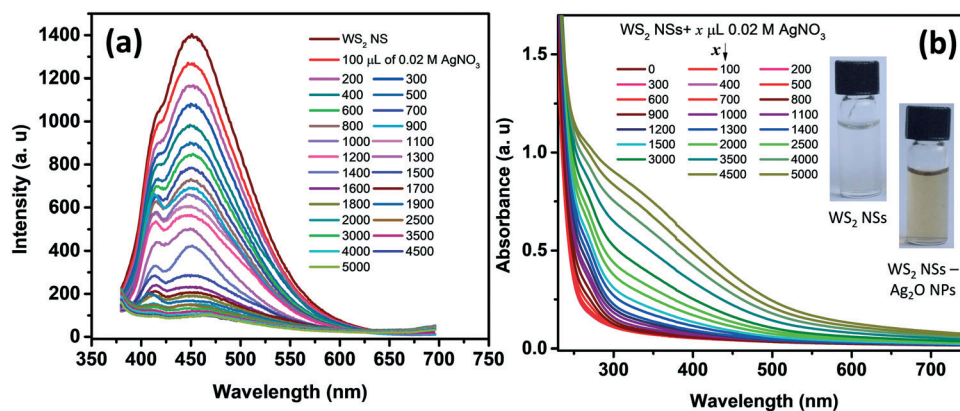 (a)
1400
1200
1000
800
600
400
200
0
Intensity (a. u)
350 400 450 500 550 600 650 700 750
Wavelength (nm)
WS2 NS
100 μL of 0.02 M AgNO3
200 300
400 500
600 700
800 900
1000 1100
1200 1300
1400 1500
1600 1700
1800 1900
2000 2500
3000 3500
4000 4500
5000
(b)
WS2 NSs+ x μL 0.02 M AgNO3
x
0 100 200
300 400 500
600 700 800
900 1000 1100
1200 1300 1400
1500 2000 2500
3000 3500 4000
4500 5000
WS2 NSs
WS2 NSs –
Ag2O NPs
1.5
1.0
0.5
0.0
Absorbance (a. u)
300 400 500 600 700
Wavelength (nm)